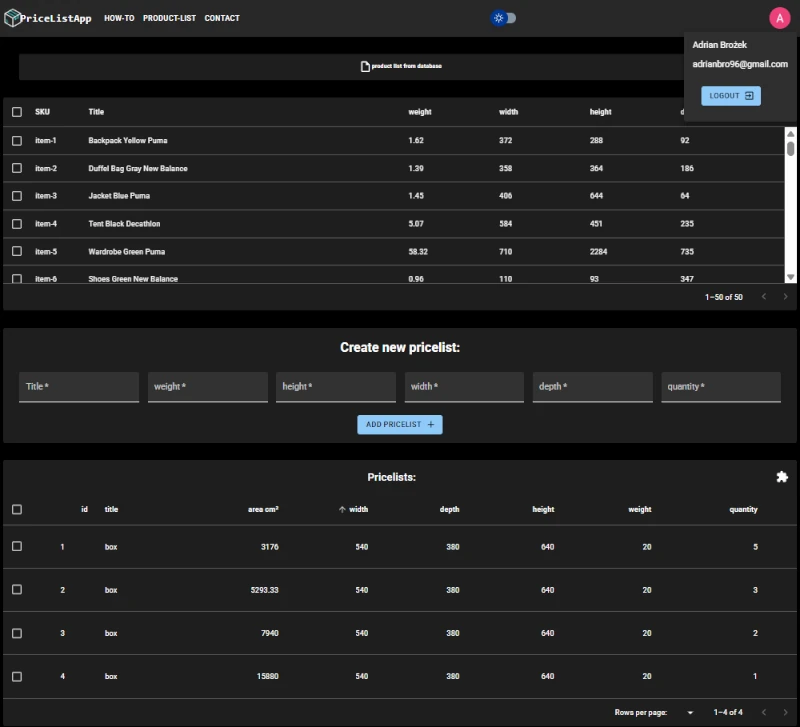 PriceListApp HOW-TO PRODUCT-LIST CONTACT A
Adrian Brożek
adrianbro96@gmail.com
LOGOUT
product list from database
SKU Title weight width height d
item-1 Backpack Yellow Puma 1.62 372 288 92
item-2 Duffel Bag Gray New Balance 1.39 358 364 186
item-3 Jacket Blue Puma 1.45 406 644 64
item-4 Tent Black Decathlon 5.07 584 451 235
item-5 Wardrobe Green Puma 58.32 710 2284 735
item-6 Shoes Green New Balance 0.96 110 93 347
1–50 of 50
Create new pricelist:
Title * weight * height * width * depth * quantity *
ADD PRICELIST +
Pricelists:
id title area cm² width depth height weight quantity
1 box 3176 540 380 640 20 5
2 box 5293.33 540 380 640 20 3
3 box 7940 540 380 640 20 2
4 box 15880 540 380 640 20 1
Rows per page: 1–4 of 4